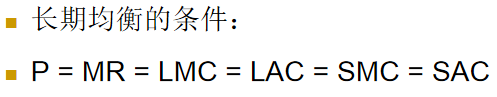 长期均衡的条件：
P = MR = LMC = LAC = SMC = SAC